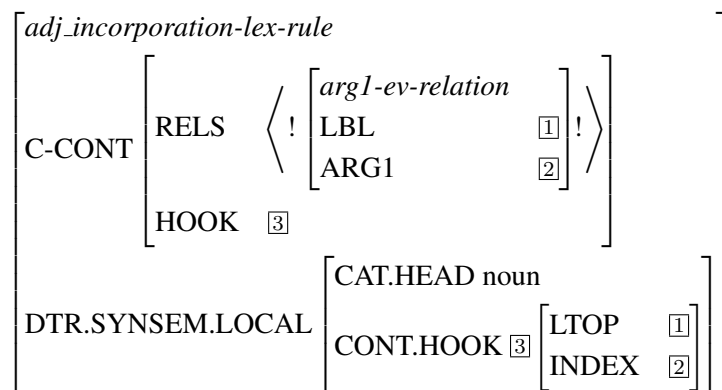 adj_incorporation-lex-rule
C-CONT
RELS ⟨ !
arg1-ev-relation
LBL 1
ARG1 2
! ⟩
HOOK 3
DTR.SYNSEM.LOCAL
CAT.HEAD noun
CONT.HOOK 3
LTOP 1
INDEX 2